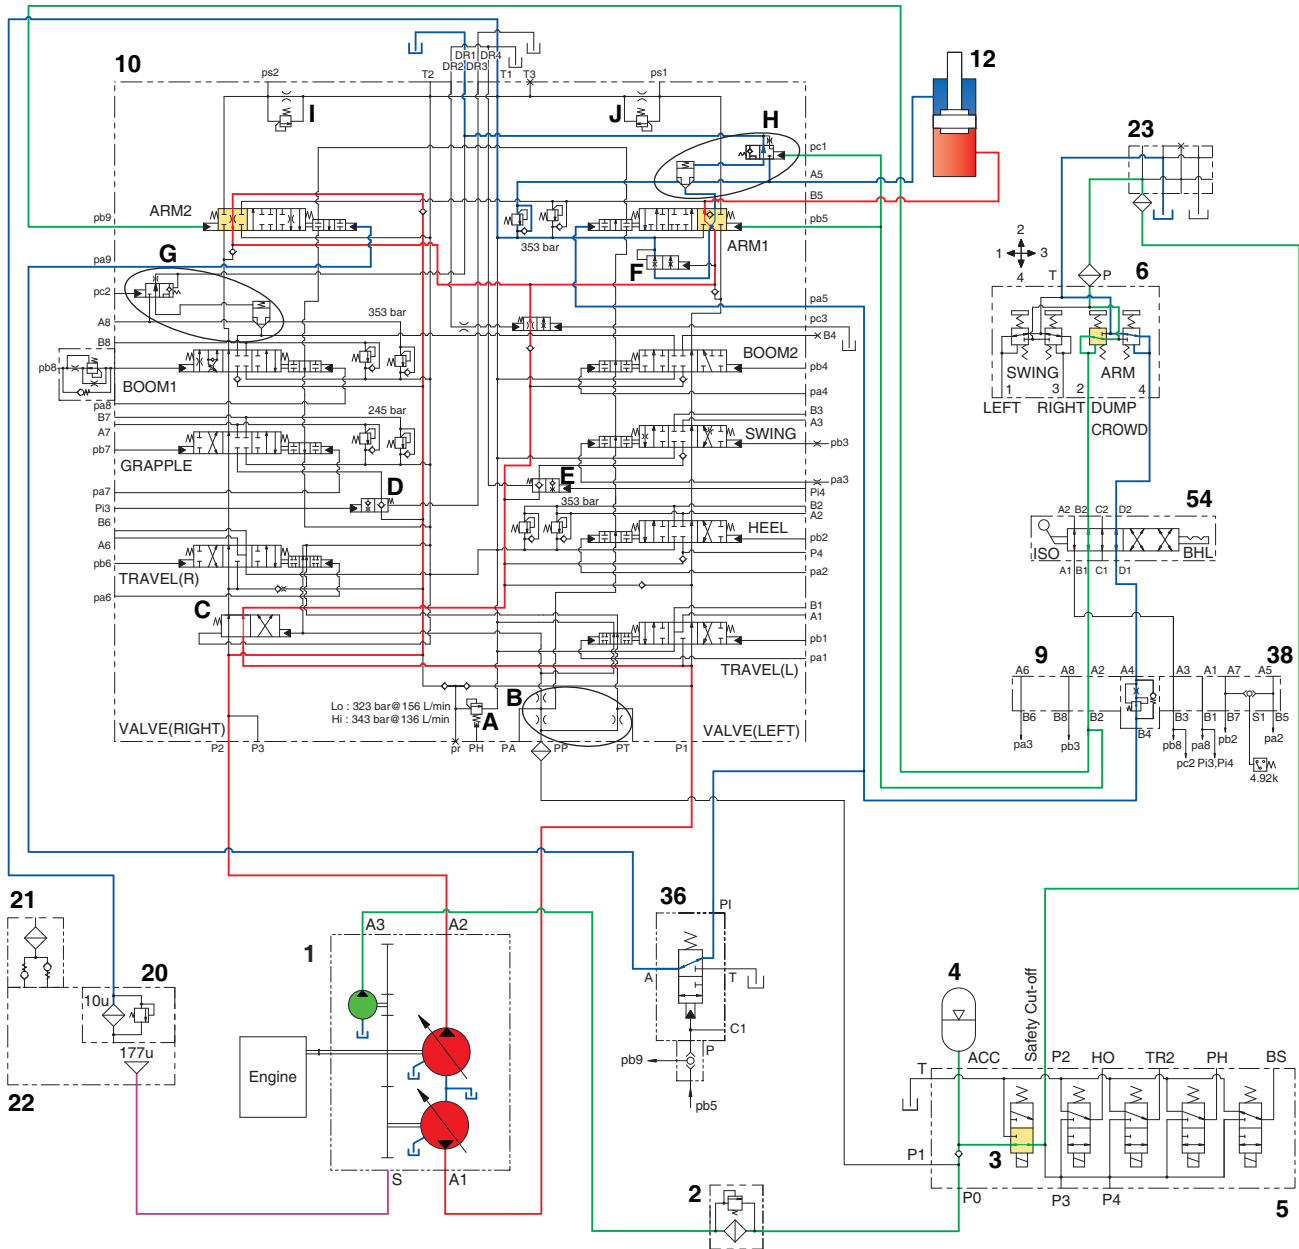 10
ps2
I
T2
DR1
DR2
DR4
DR3
T1
T3
ps1
J
H
12
23
pc1
A5
B5
pb5
ARM2
pb9
353 bar
ARM1
F
G
pa9
pc2
A8
B8
353 bar
pa5
pc3
B4
BOOM2
pb4
pa4
BOOM1
pb8
pa8
B7
A7
pb7
245 bar
GRAPPLE
pa7
Pi3
D
B6
A6
pb6
TRAVEL(R)
pa6
C
B3
A3
SWING
pb3
E
pa3
Pi4
353 bar
B2
A2
HEEL
pb2
P4
pa2
B1
A1
pb1
pa1
TRAVEL(L)
Lo : 323 bar@156 L/min
Hi : 343 bar@136 L/min
A
B
VALVE(RIGHT)
VALVE(LEFT)
P2
P3
pr
PH
PA
PP
PT
P1
2
1
3
4
T
P
6
SWING
ARM
1
3
2
4
LEFT
RIGHT
DUMP
CROWD
54
A2
B2
C2
D2
ISO
BHL
A1
B1
C1
D1
9
38
A6
A8
A2
A4
A3
A1
A7
A5
B6
B8
B2
B4
B3
B1
B7
S1
B5
pa3
pb3
pb8
pc2
pa8
Pi3,Pi4
pb2
4.92k
pa2
21
20
10u
177u
22
1
A3
A2
Engine
S
A1
36
PI
A
T
C1
P
pb9
pb5
2
4
ACC
Safety Cut-off
P2
HO
TR2
PH
BS
T
3
P1
P0
P3
P4
5